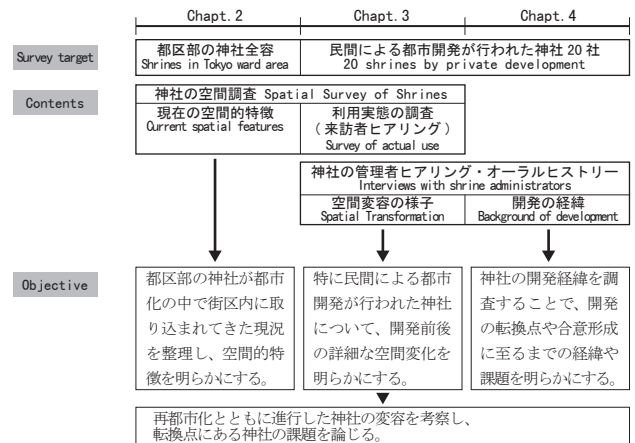 Chapt. 2
Chapt. 3
Chapt. 4
Survey target
都区部の神社全容
Shrines in Tokyo ward area
民間による都市開発が行われた神社 20 社
20 shrines by private development
Contents
神社の空間調査 Spatial Survey of Shrines
現在の空間的特徴
Current spatial features
利用実態の調査
( 来訪者ヒアリング )
Survey of actual use
神社の管理者ヒアリング・オーラルヒストリー
Interviews with shrine administrators
空間変容の様子
Spatial Transformation
開発の経緯
Background of development
Objective
都区部の神社が都市
化の中で街区内に取
り込まれてきた現況
を整理し、空間的特
徴を明らかにする。
特に民間による都市
開発が行われた神社
について、開発前後
の詳細な空間変化を
明らかにする。
神社の開発経緯を調
査することで、開発
の転換点や合意形成
に至るまでの経緯や
課題を明らかにする。
再都市化とともに進行した神社の変容を考察し、
転換点にある神社の課題を論じる。